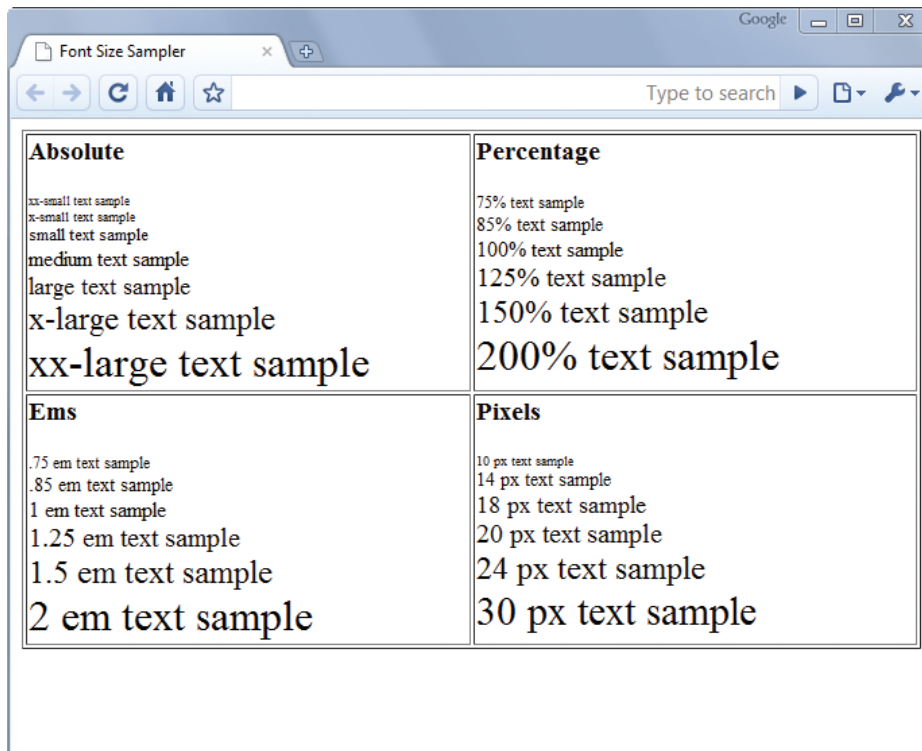 Google
Font Size Sampler
Type to search
Absolute
xx-small text sample
x-small text sample
small text sample
medium text sample
large text sample
x-large text sample
xx-large text sample
Percentage
75% text sample
85% text sample
100% text sample
125% text sample
150% text sample
200% text sample
Ems
.75 em text sample
.85 em text sample
1 em text sample
1.25 em text sample
1.5 em text sample
2 em text sample
Pixels
10 px text sample
14 px text sample
18 px text sample
20 px text sample
24 px text sample
30 px text sample